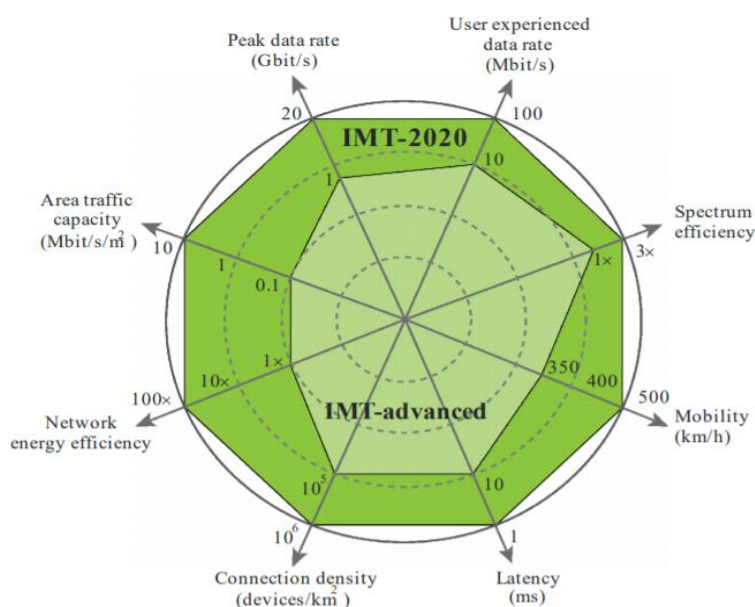 User experienced
data rate
(Mbit/s)
Peak data rate
(Gbit/s)
20
100
IMT-2020
1
10
Area traffic
capacity
(Mbit/s/m²)
Spectrum
efficiency
10
1
0.1
1×
3×
1×
10×
100×
350
400
500
Network
energy efficiency
IMT-advanced
Mobility
(km/h)
10⁵
10
10⁶
1
Connection density
(devices/km²)
Latency
(ms)